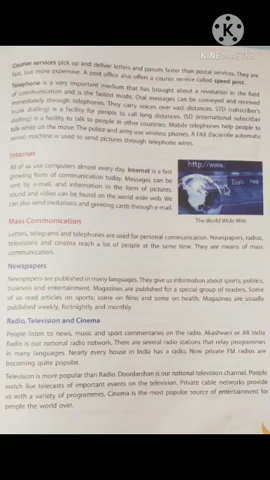 KINEMASTER
Courier services pick up and deliver letters and parcels faster than postal services. They are
fast, but more expensive. A post office also offers a courier service called speed post.
Telephone is a very important medium that has brought about a revolution in the field
of communication and is the fastest mode. Oral messages can be conveyed and received
immediately through telephones. They carry voices over vast distances. STD (subscriber's
trunk dialling) is a facility for people to call long distances. ISD (international subscriber
dialling) is a facility to talk to people in other countries. Mobile telephones help people to
talk while on the move. The police and army use wireless phones. A FAX (facsimile automatic
xerox) machine is used to send pictures through telephone wires.
Internet
All of us use computers almost every day. Internet is a fast
growing form of communication today. Messages can be
sent by e-mail, and information in the form of pictures,
sound and video can be found on the world wide web. We
can also send invitations and greeting cards through e-mail.
http://www.
The World Wide Web
Mass Communication
Letters, telegrams and telephones are used for personal communication. Newspapers, radios,
televisions and cinema reach a lot of people at the same time. They are means of mass
communication.
Newspapers
Newspapers are published in many languages. They give us information about sports, politics,
business and entertainment. Magazines are published for a special group of readers. Some
of us read articles on sports; some on films and some on health. Magazines are usually
published weekly, fortnightly and monthly.
Radio, Television and Cinema
People listen to news, music and sport commentaries on the radio. Akashvani or All India
Radio is our national radio network. There are several radio stations that relay programmes
in many languages. Nearly every house in India has a radio. Now private FM radios are
becoming quite popular.
Television is more popular than Radio. Doordarshan is our national television channel. People
watch live telecasts of important events on the television. Private cable networks provide
us with a variety of programmes. Cinema is the most popular source of entertainment for
people the world over.